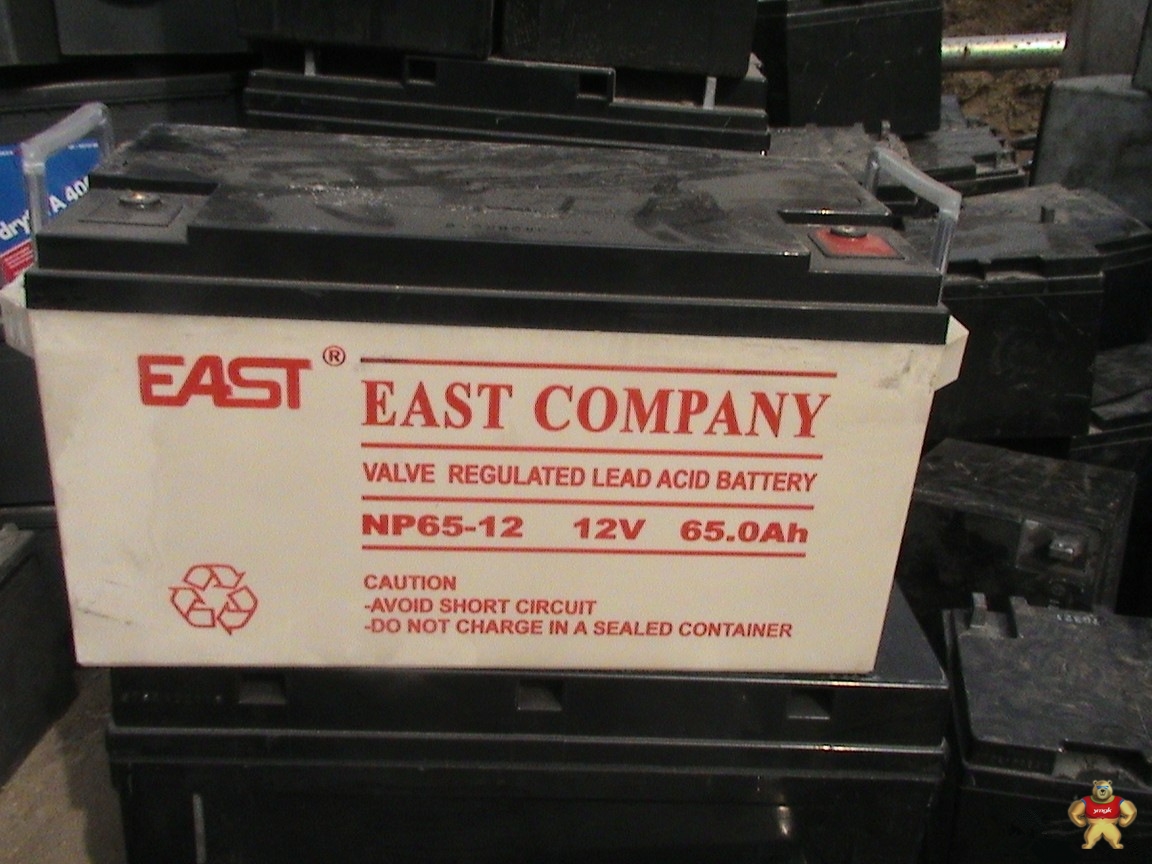 EAST®
EAST COMPANY
VALVE REGULATED LEAD ACID BATTERY
NP65-12 12V 65.0Ah
CAUTION
-AVOID SHORT CIRCUIT
-DO NOT CHARGE IN A SEALED CONTAINER
ymgk